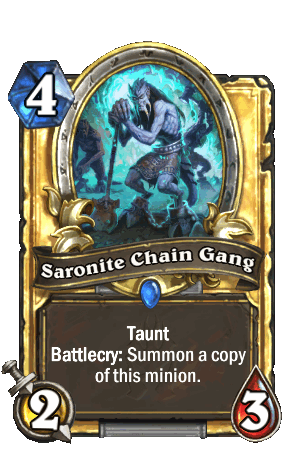 4
Saronite Chain Gang
Taunt
Battlecry: Summon a copy
of this minion.
2
3